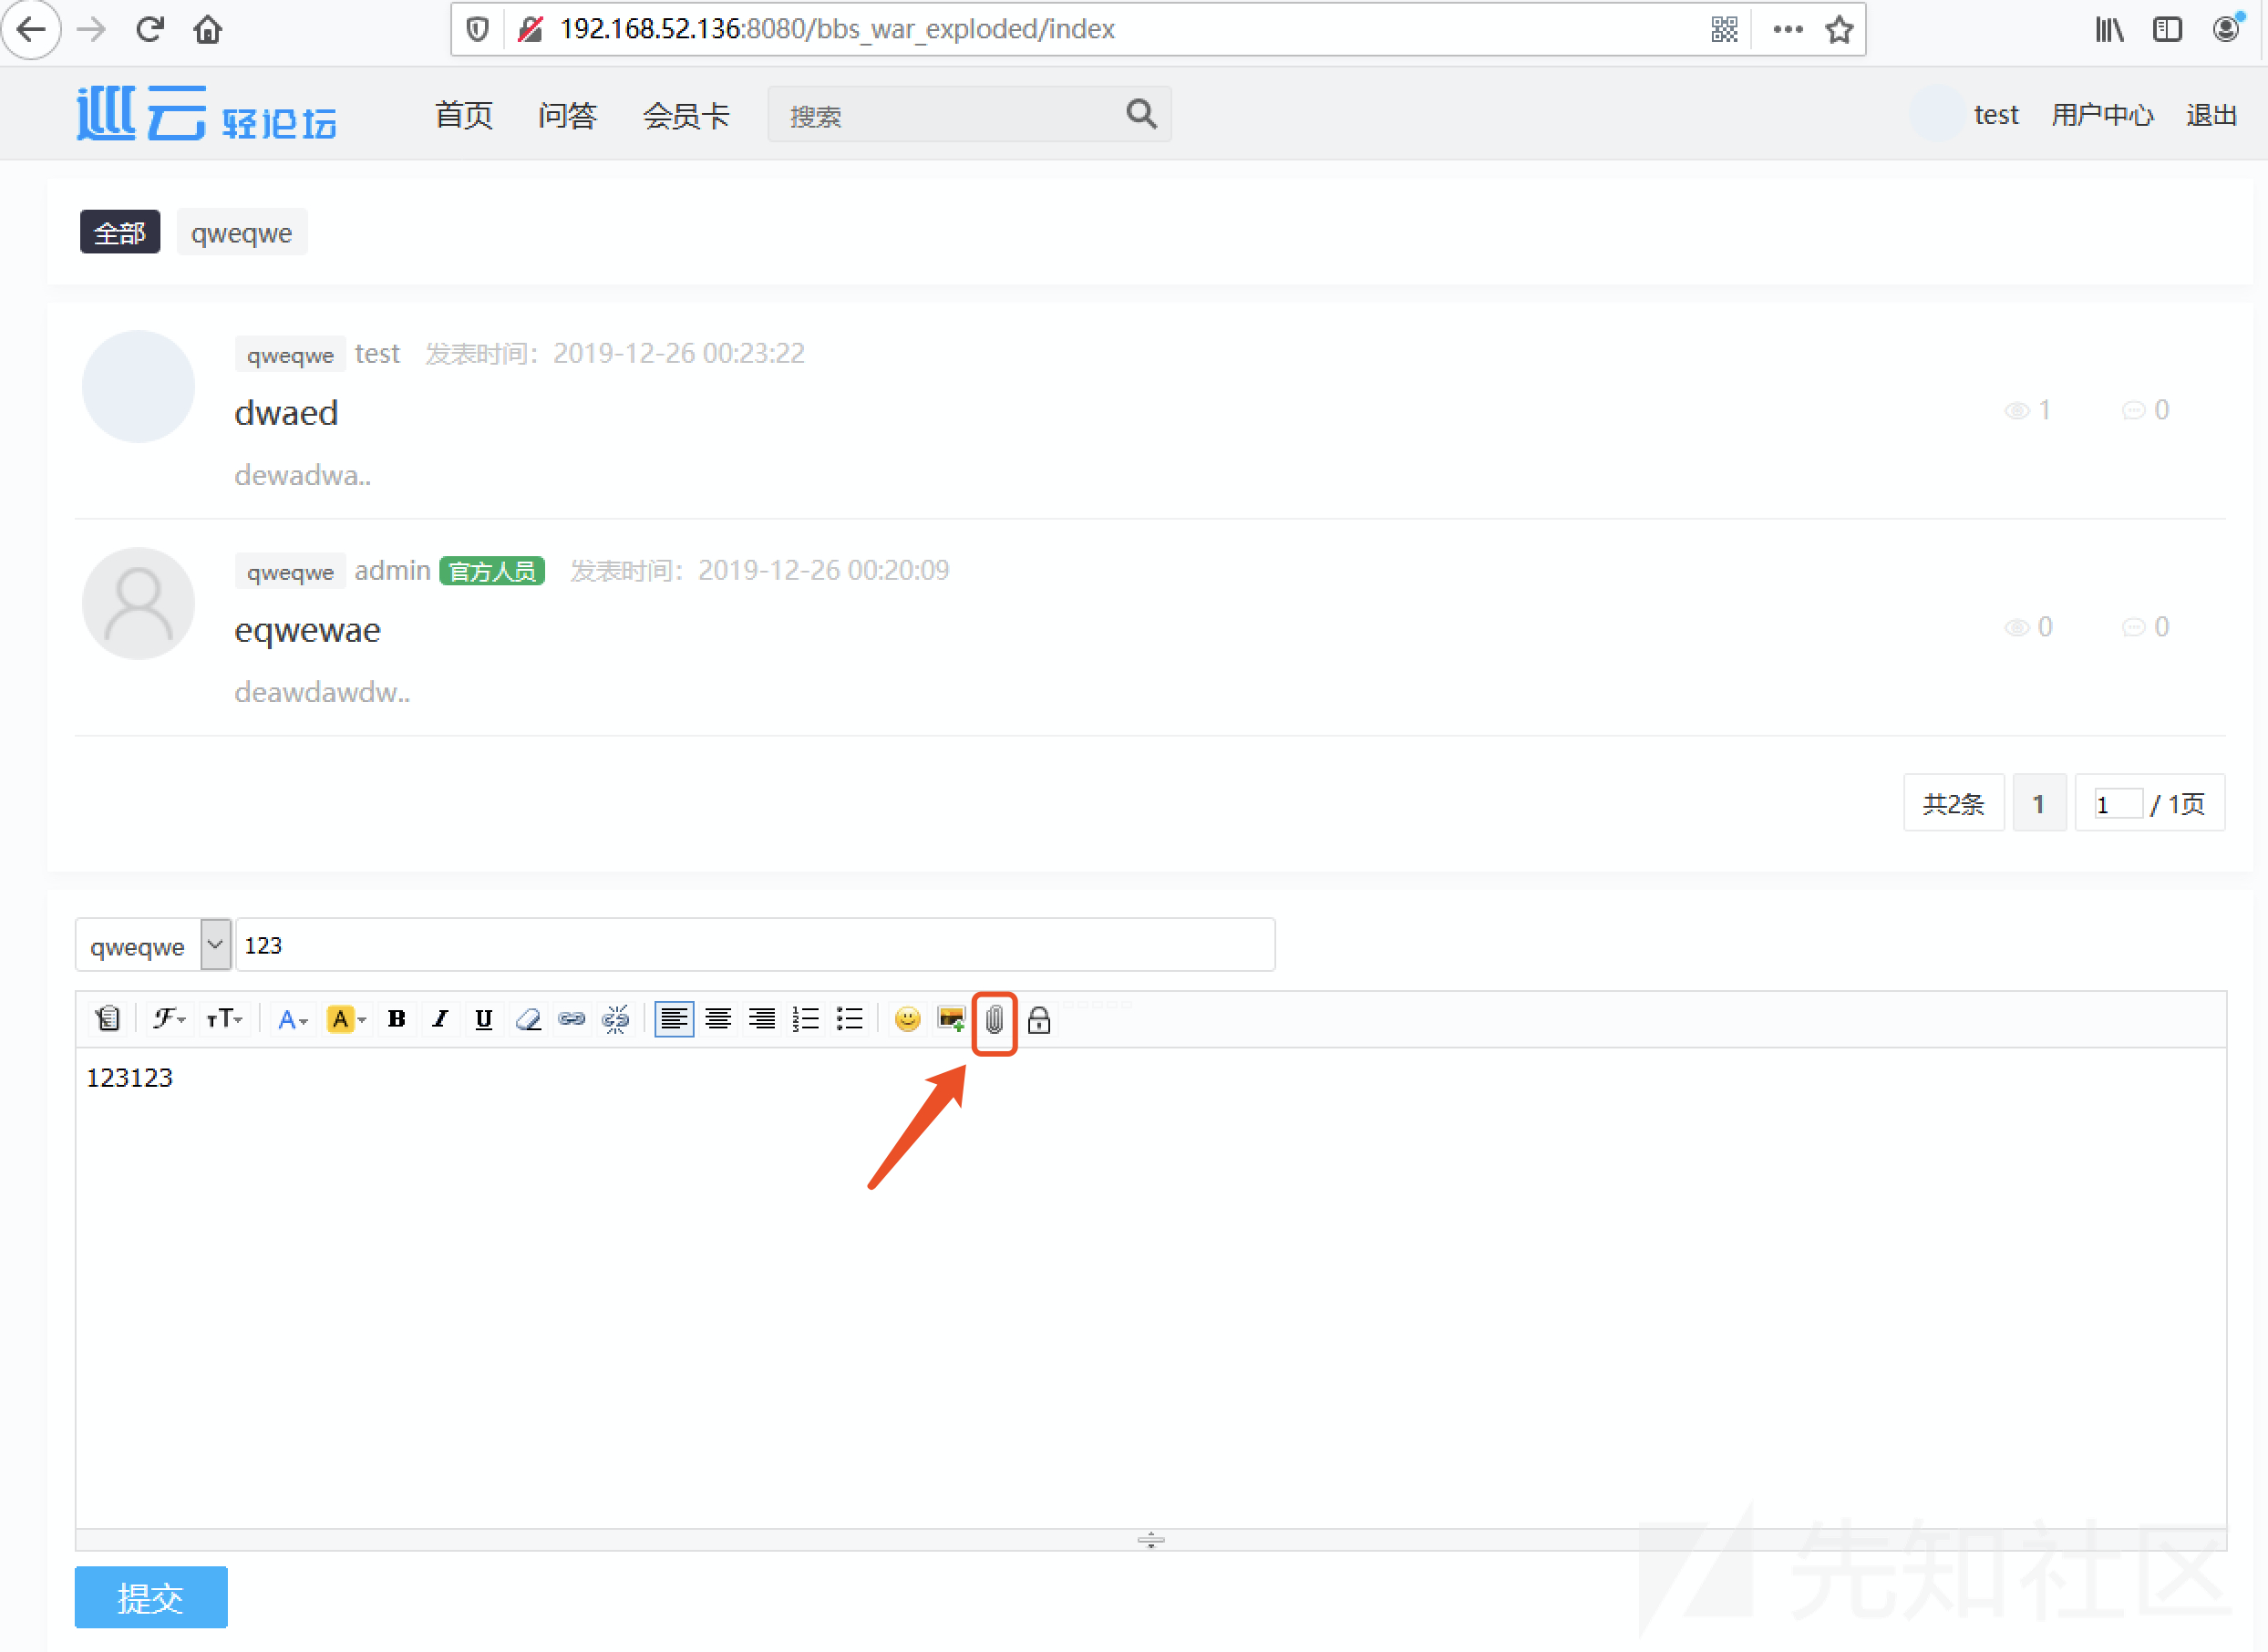 192.168.52.136:8080/bbs_war_exploded/index
巡云 轻论坛 首页 问答 会员卡 搜索 test 用户中心 退出
全部 qweqwe
qweqwe test 发表时间：2019-12-26 00:23:22
dwaed
1 0
dewadwa..
qweqwe admin 官方人员 发表时间：2019-12-26 00:20:09
eqwewae
0 0
deawdawdw..
共2条 1 1 / 1页
qweqwe 123
123123
提交
先知社区